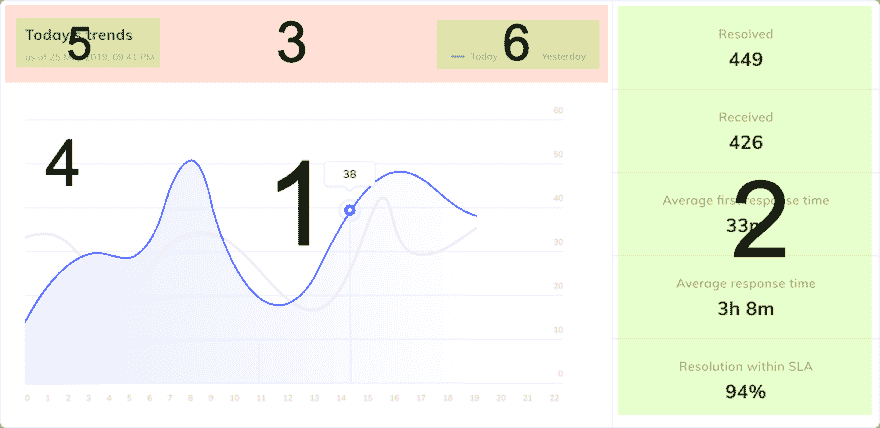 Today's trends
5
3
6
as of 25 2019, 09:41 PM
Today
Yesterday
60
50
40
30
20
10
0
4
1
38
0 1 2 3 4 5 6 7 8 9 10 11 12 13 14 15 16 17 18 19 20 21 22
Resolved
449
Received
426
Average first response time
33m
2
Average response time
3h 8m
Resolution within SLA
94%